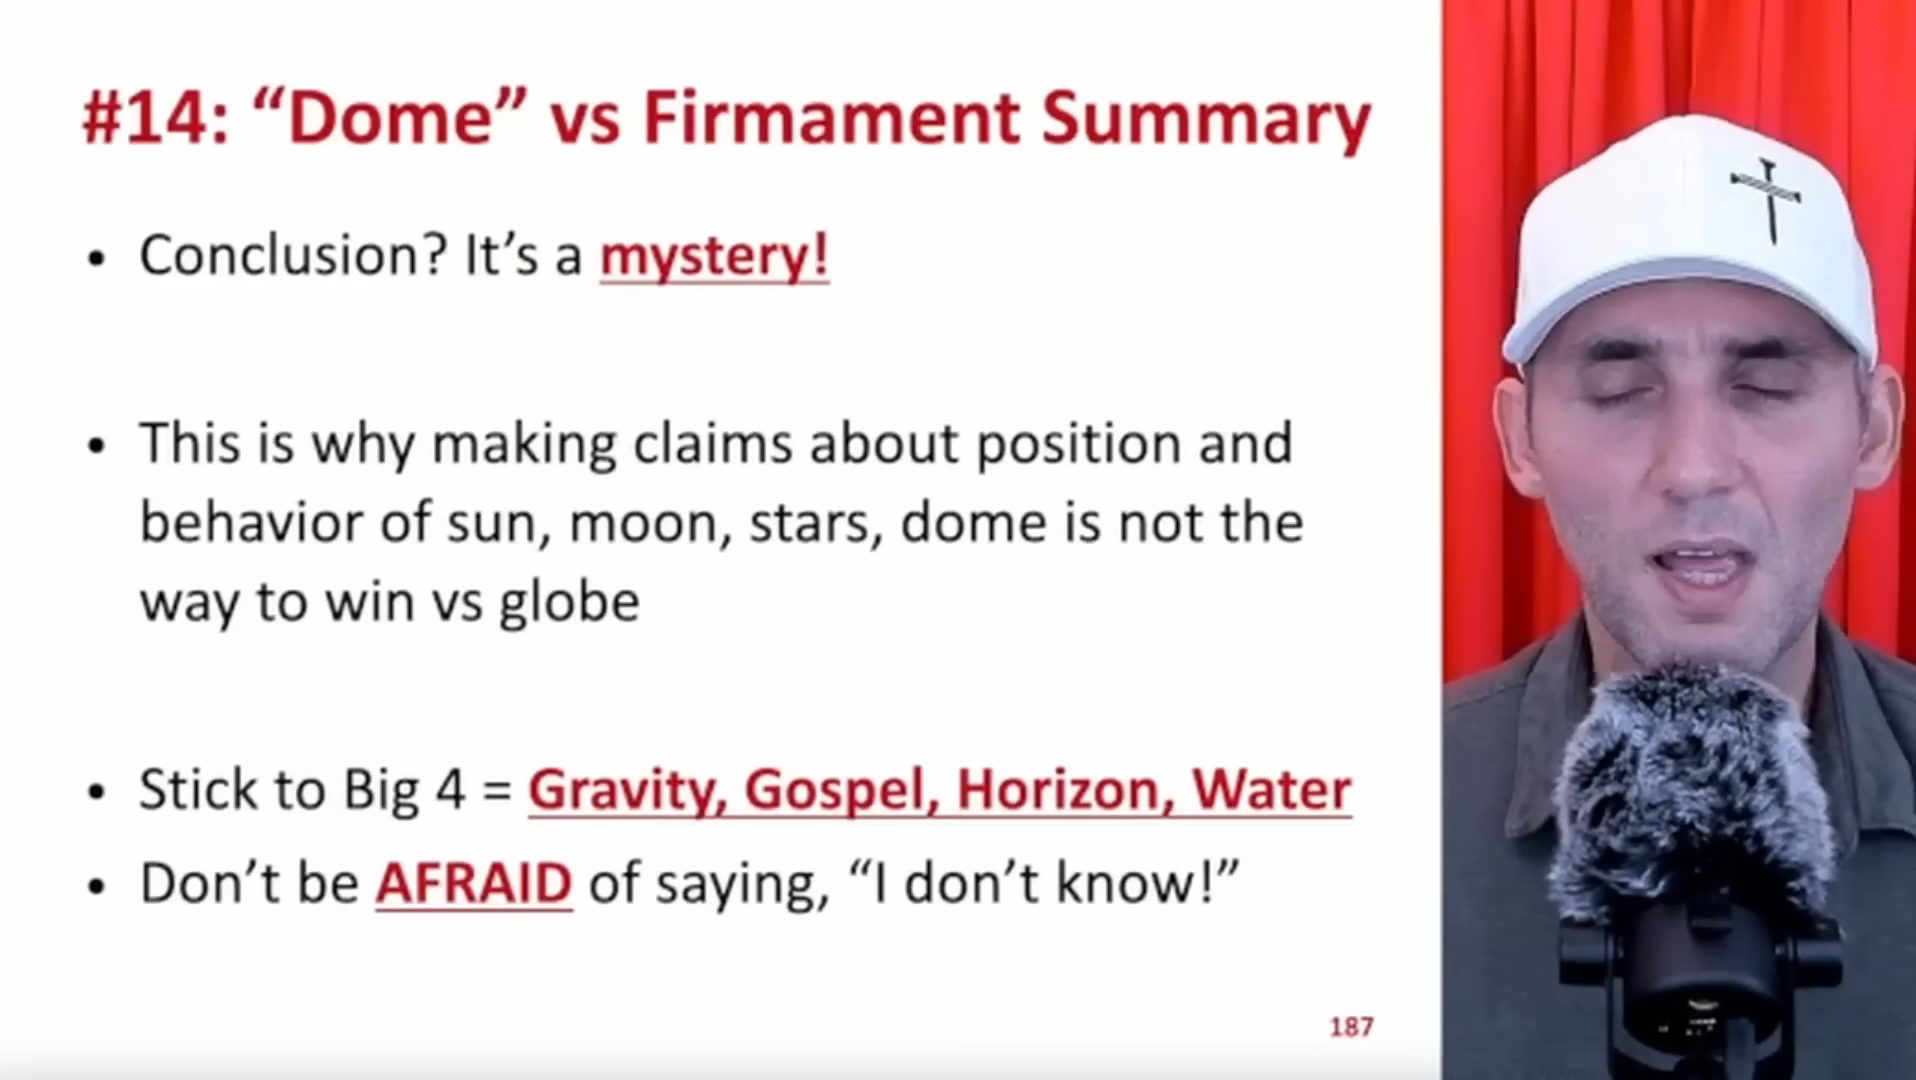 #14: “Dome” vs Firmament Summary
• Conclusion? It’s a mystery!
• This is why making claims about position and
behavior of sun, moon, stars, dome is not the
way to win vs globe
• Stick to Big 4 = Gravity, Gospel, Horizon, Water
• Don’t be AFRAID of saying, “I don’t know!”
187